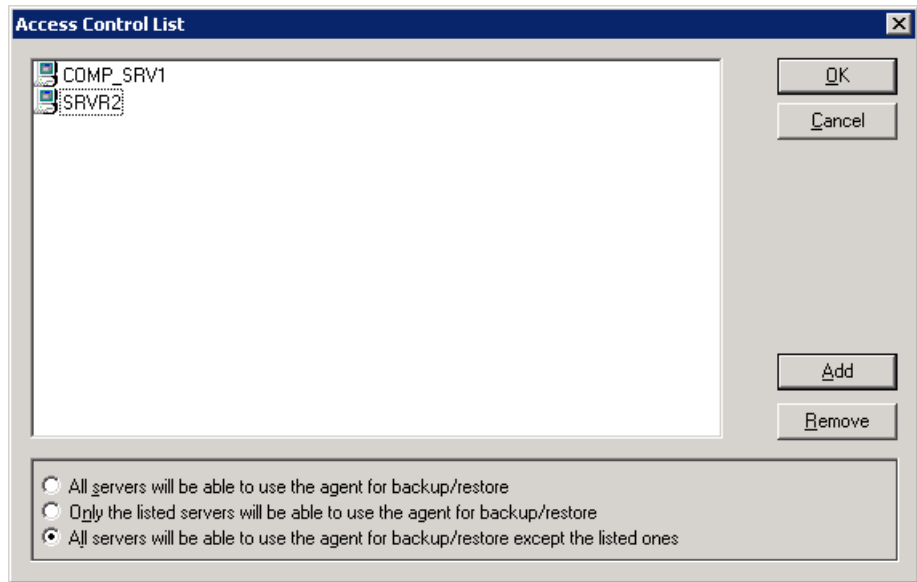 Access Control List
COMP_SRV1
SRVR2
OK
Cancel
Add
Remove
All servers will be able to use the agent for backup/restore
Only the listed servers will be able to use the agent for backup/restore
All servers will be able to use the agent for backup/restore except the listed ones